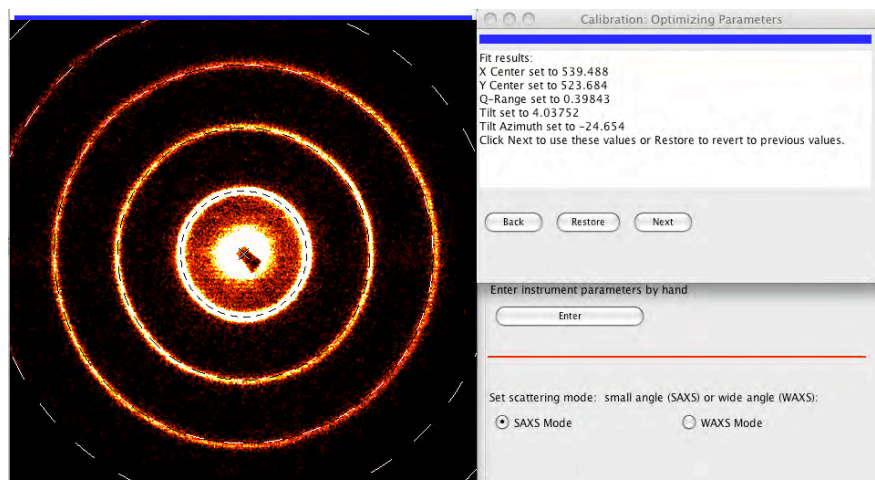 Calibration: Optimizing Parameters
Fit results:
X Center set to 539.488
Y Center set to 523.684
Q-Range set to 0.39843
Tilt set to 4.03752
Tilt Azimuth set to -24.654
Click Next to use these values or Restore to revert to previous values.
Back Restore Next
Enter instrument parameters by hand
Enter
Set scattering mode: small angle (SAXS) or wide angle (WAXS):
SAXS Mode WAXS Mode